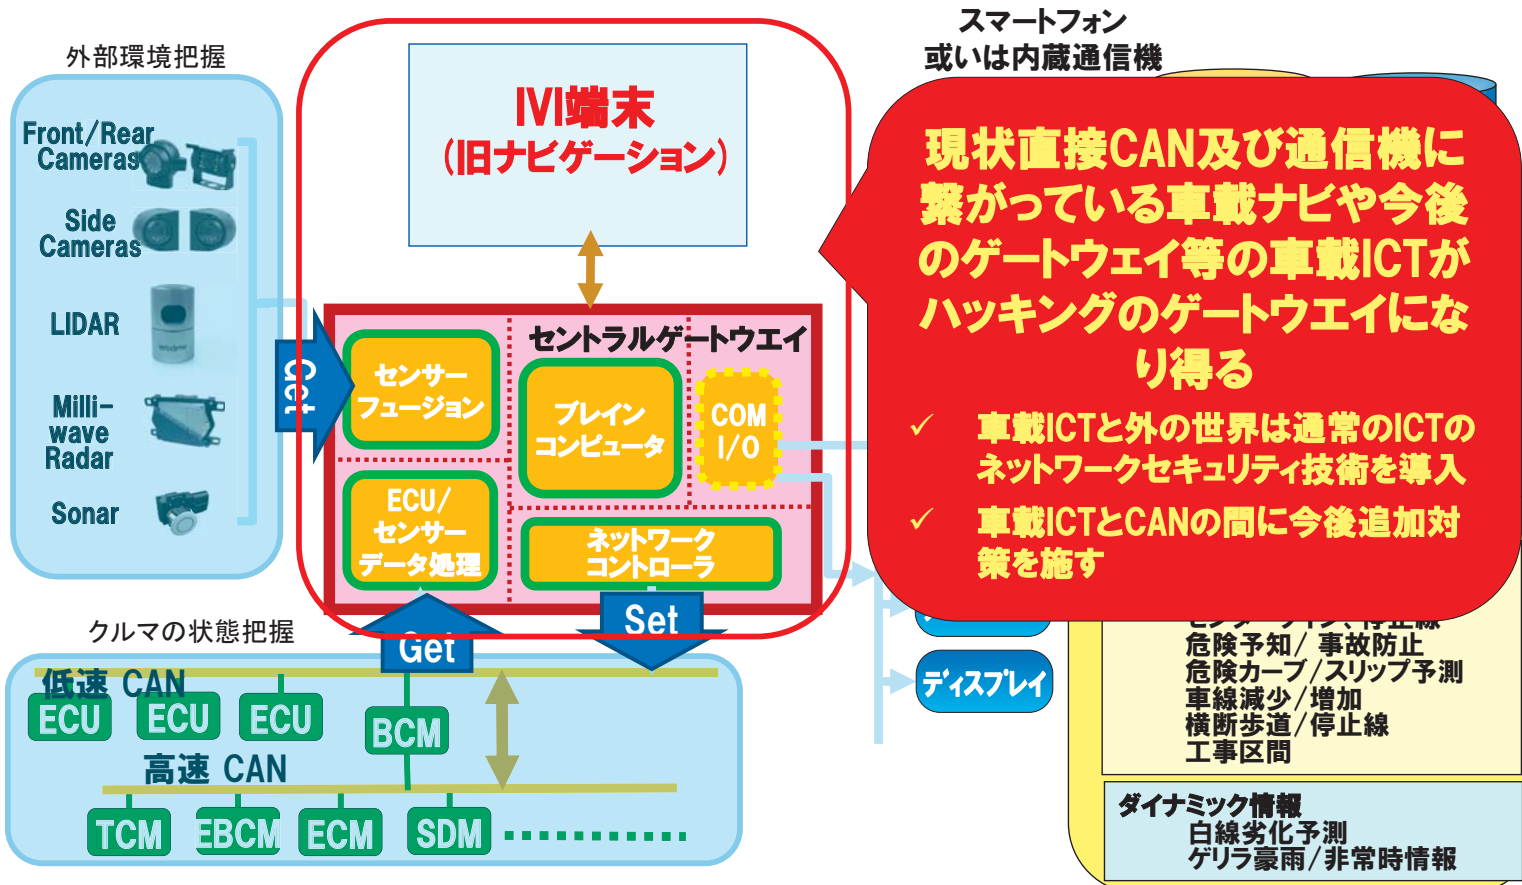 外部環境把握
Front/Rear
Cameras
Side
Cameras
LIDAR
Milli-
wave
Radar
Sonar
IVI端末
(旧ナビゲーション)
Get
セントラルゲートウエイ
センサー
フュージョン
ブレイン
コンピュータ
COM
I/O
ECU/
センサー
データ処理
ネットワーク
コントローラ
Get
Set
クルマの状態把握
低速 CAN
ECU
ECU
ECU
BCM
高速 CAN
TCM
EBCM
ECM
SDM
スマートフォン
或いは内蔵通信機
現状直接CAN及び通信機に
繋がっている車載ナビや今後
のゲートウェイ等の車載ICTが
ハッキングのゲートウエイにな
り得る
✓ 車載ICTと外の世界は通常のICTの
ネットワークセキュリティ技術を導入
✓ 車載ICTとCANの間に今後追加対
策を施す
ディスプレイ
センターライン、停止線
危険予知/ 事故防止
危険カーブ/スリップ予測
車線減少/増加
横断歩道/停止線
工事区間
ダイナミック情報
白線劣化予測
ゲリラ豪雨/非常時情報